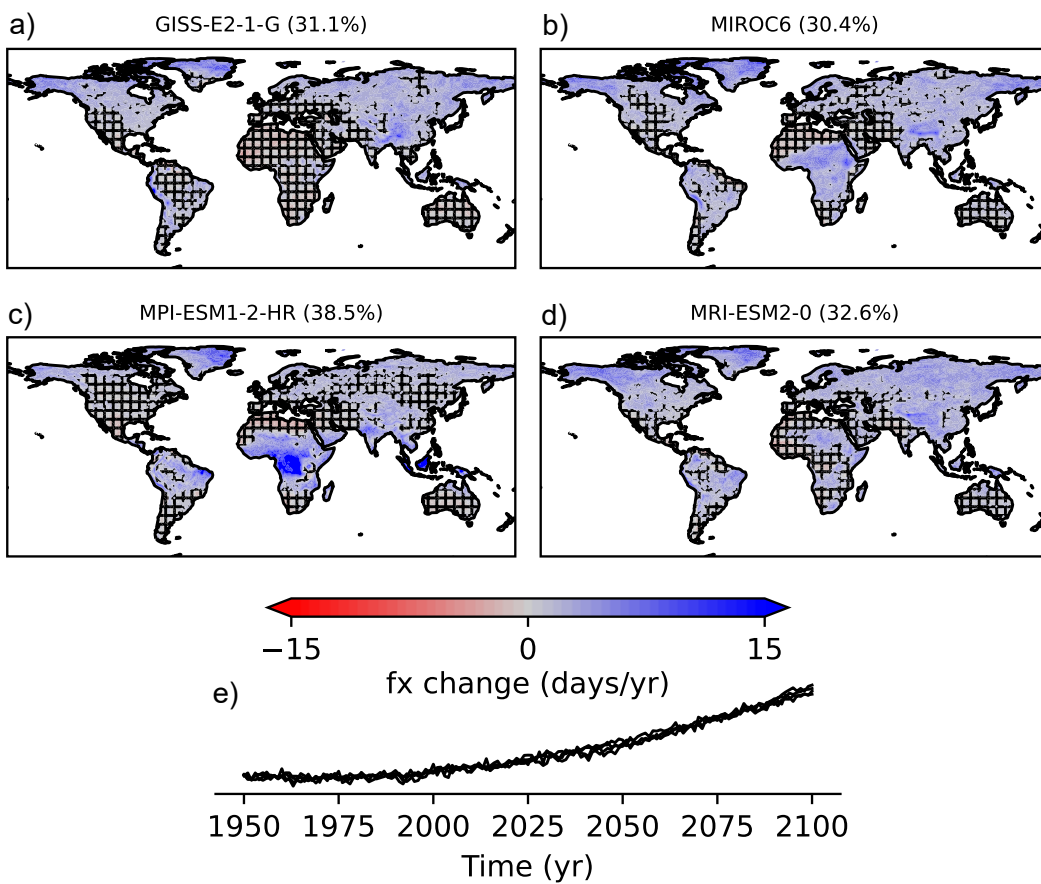 a) GISS-E2-1-G (31.1%)
b) MIROC6 (30.4%)
c) MPI-ESM1-2-HR (38.5%)
d) MRI-ESM2-0 (32.6%)
−15 0 15
fx change (days/yr)
e)
1950 1975 2000 2025 2050 2075 2100
Time (yr)